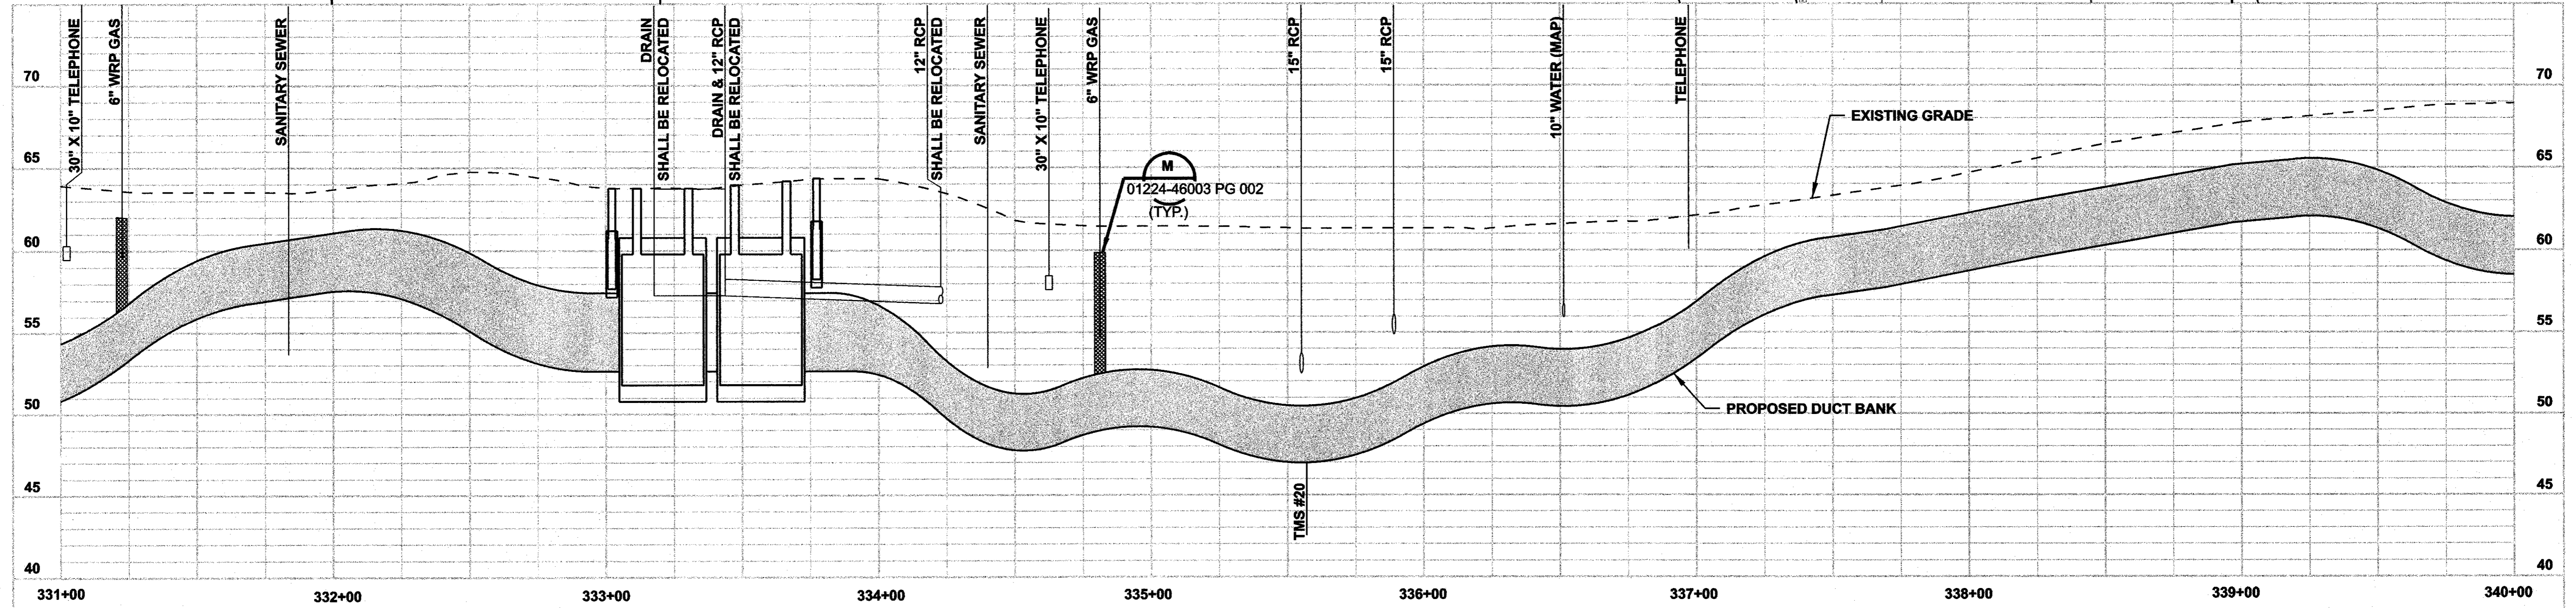 30" X 10" TELEPHONE
6" WRP GAS
SANITARY SEWER
DRAIN
SHALL BE RELOCATED
DRAIN & 12" RCP
SHALL BE RELOCATED
12" RCP
SHALL BE RELOCATED
SANITARY SEWER
30" X 10" TELEPHONE
6" WRP GAS
15" RCP
15" RCP
10" WATER (MAP)
TELEPHONE
70
70
EXISTING GRADE
65
65
M
01224-46003 PG 002
(TYP.)
60
60
55
55
50
50
PROPOSED DUCT BANK
45
45
TMS #20
40
40
331+00
332+00
333+00
334+00
335+00
336+00
337+00
338+00
339+00
340+00